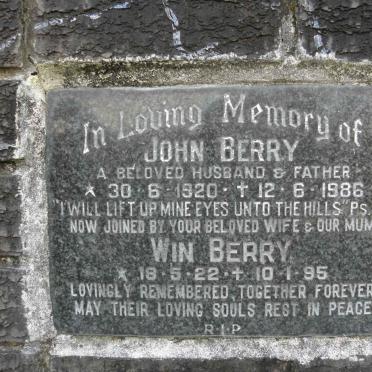 In Loving Memory of
JOHN BERRY
A BELOVED HUSBAND & FATHER
★ 30·6·1920 · ✝ 12·6·1986
"I WILL LIFT UP MINE EYES UNTO THE HILLS" Ps.
NOW JOINED BY YOUR BELOVED WIFE & OUR MUM
WIN BERRY
★ 18·5·22 · ✝ 10·1·95
LOVINGLY REMEMBERED, TOGETHER FOREVER
MAY THEIR LOVING SOULS REST IN PEACE
R·I·P